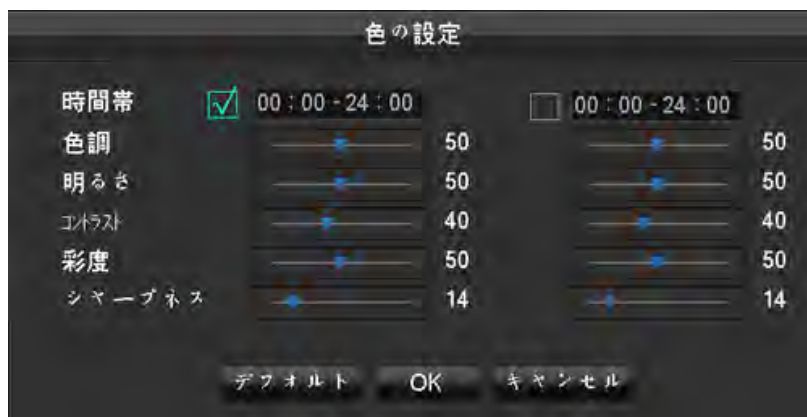 色の設定
時間帯 00:00-24:00 00:00-24:00
色調 50 50
明るさ 50 50
コントラスト 40 40
彩度 50 50
シャープネス 14 14
デフォルト OK キャンセル